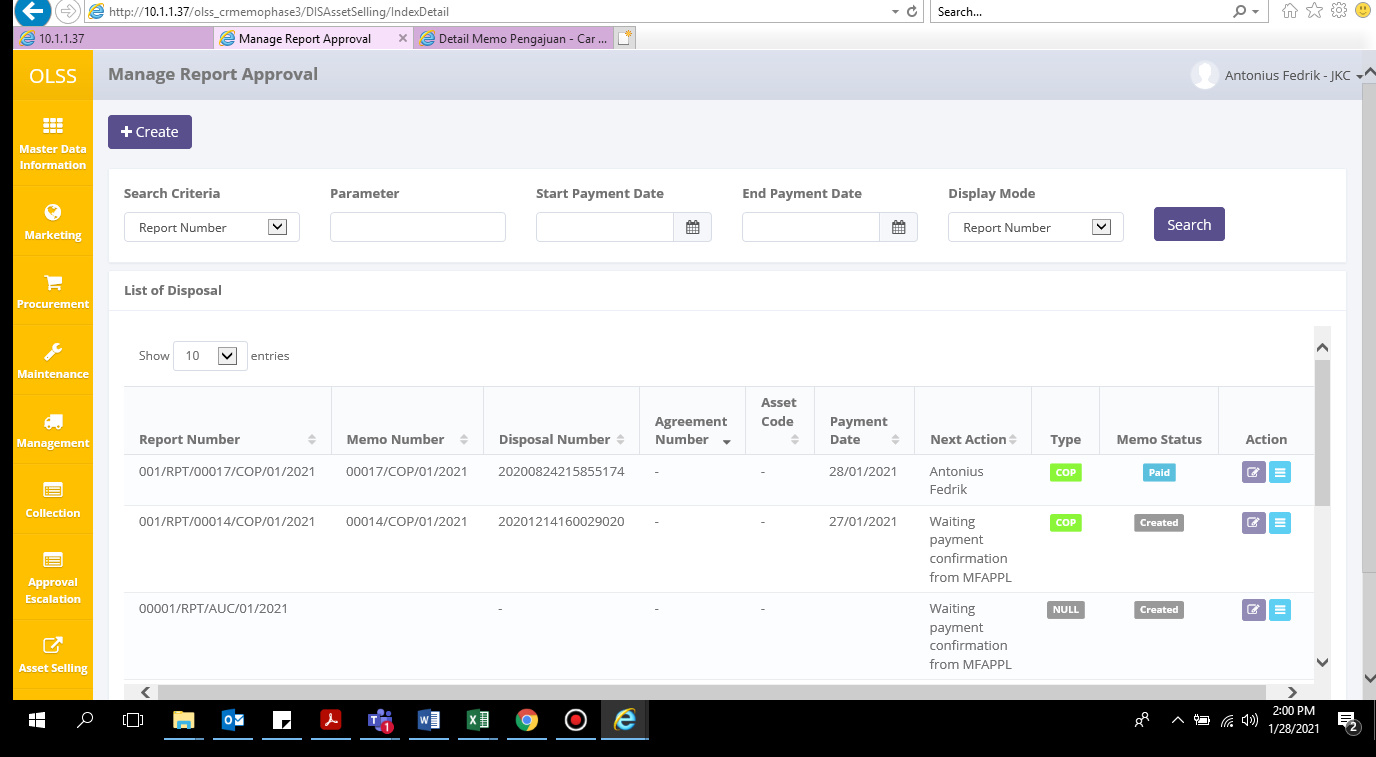 http://10.1.1.37/olss_crmemophase3/DISAssetSelling/IndexDetail
Search...
10.1.1.37
Manage Report Approval
Detail Memo Pengajuan - Car ...
OLSS
Manage Report Approval
Antonius Fedrik - JKC
Master Data
Information
Marketing
Procurement
Maintenance
Management
Collection
Approval
Escalation
Asset Selling
+ Create
Search Criteria
Parameter
Start Payment Date
End Payment Date
Display Mode
Report Number
Report Number
Search
List of Disposal
Show 10 entries
Report Number
Memo Number
Disposal Number
Agreement
Number
Asset
Code
Payment
Date
Next Action
Type
Memo Status
Action
001/RPT/00017/COP/01/2021
00017/COP/01/2021
20200824215855174
-
-
28/01/2021
Antonius
Fedrik
COP
Paid
001/RPT/00014/COP/01/2021
00014/COP/01/2021
20201214160029020
-
-
27/01/2021
Waiting
payment
confirmation
from MFAPPL
COP
Created
00001/RPT/AUC/01/2021
-
-
-
Waiting
payment
confirmation
from MFAPPL
NULL
Created
1
2:00 PM
1/28/2021
2